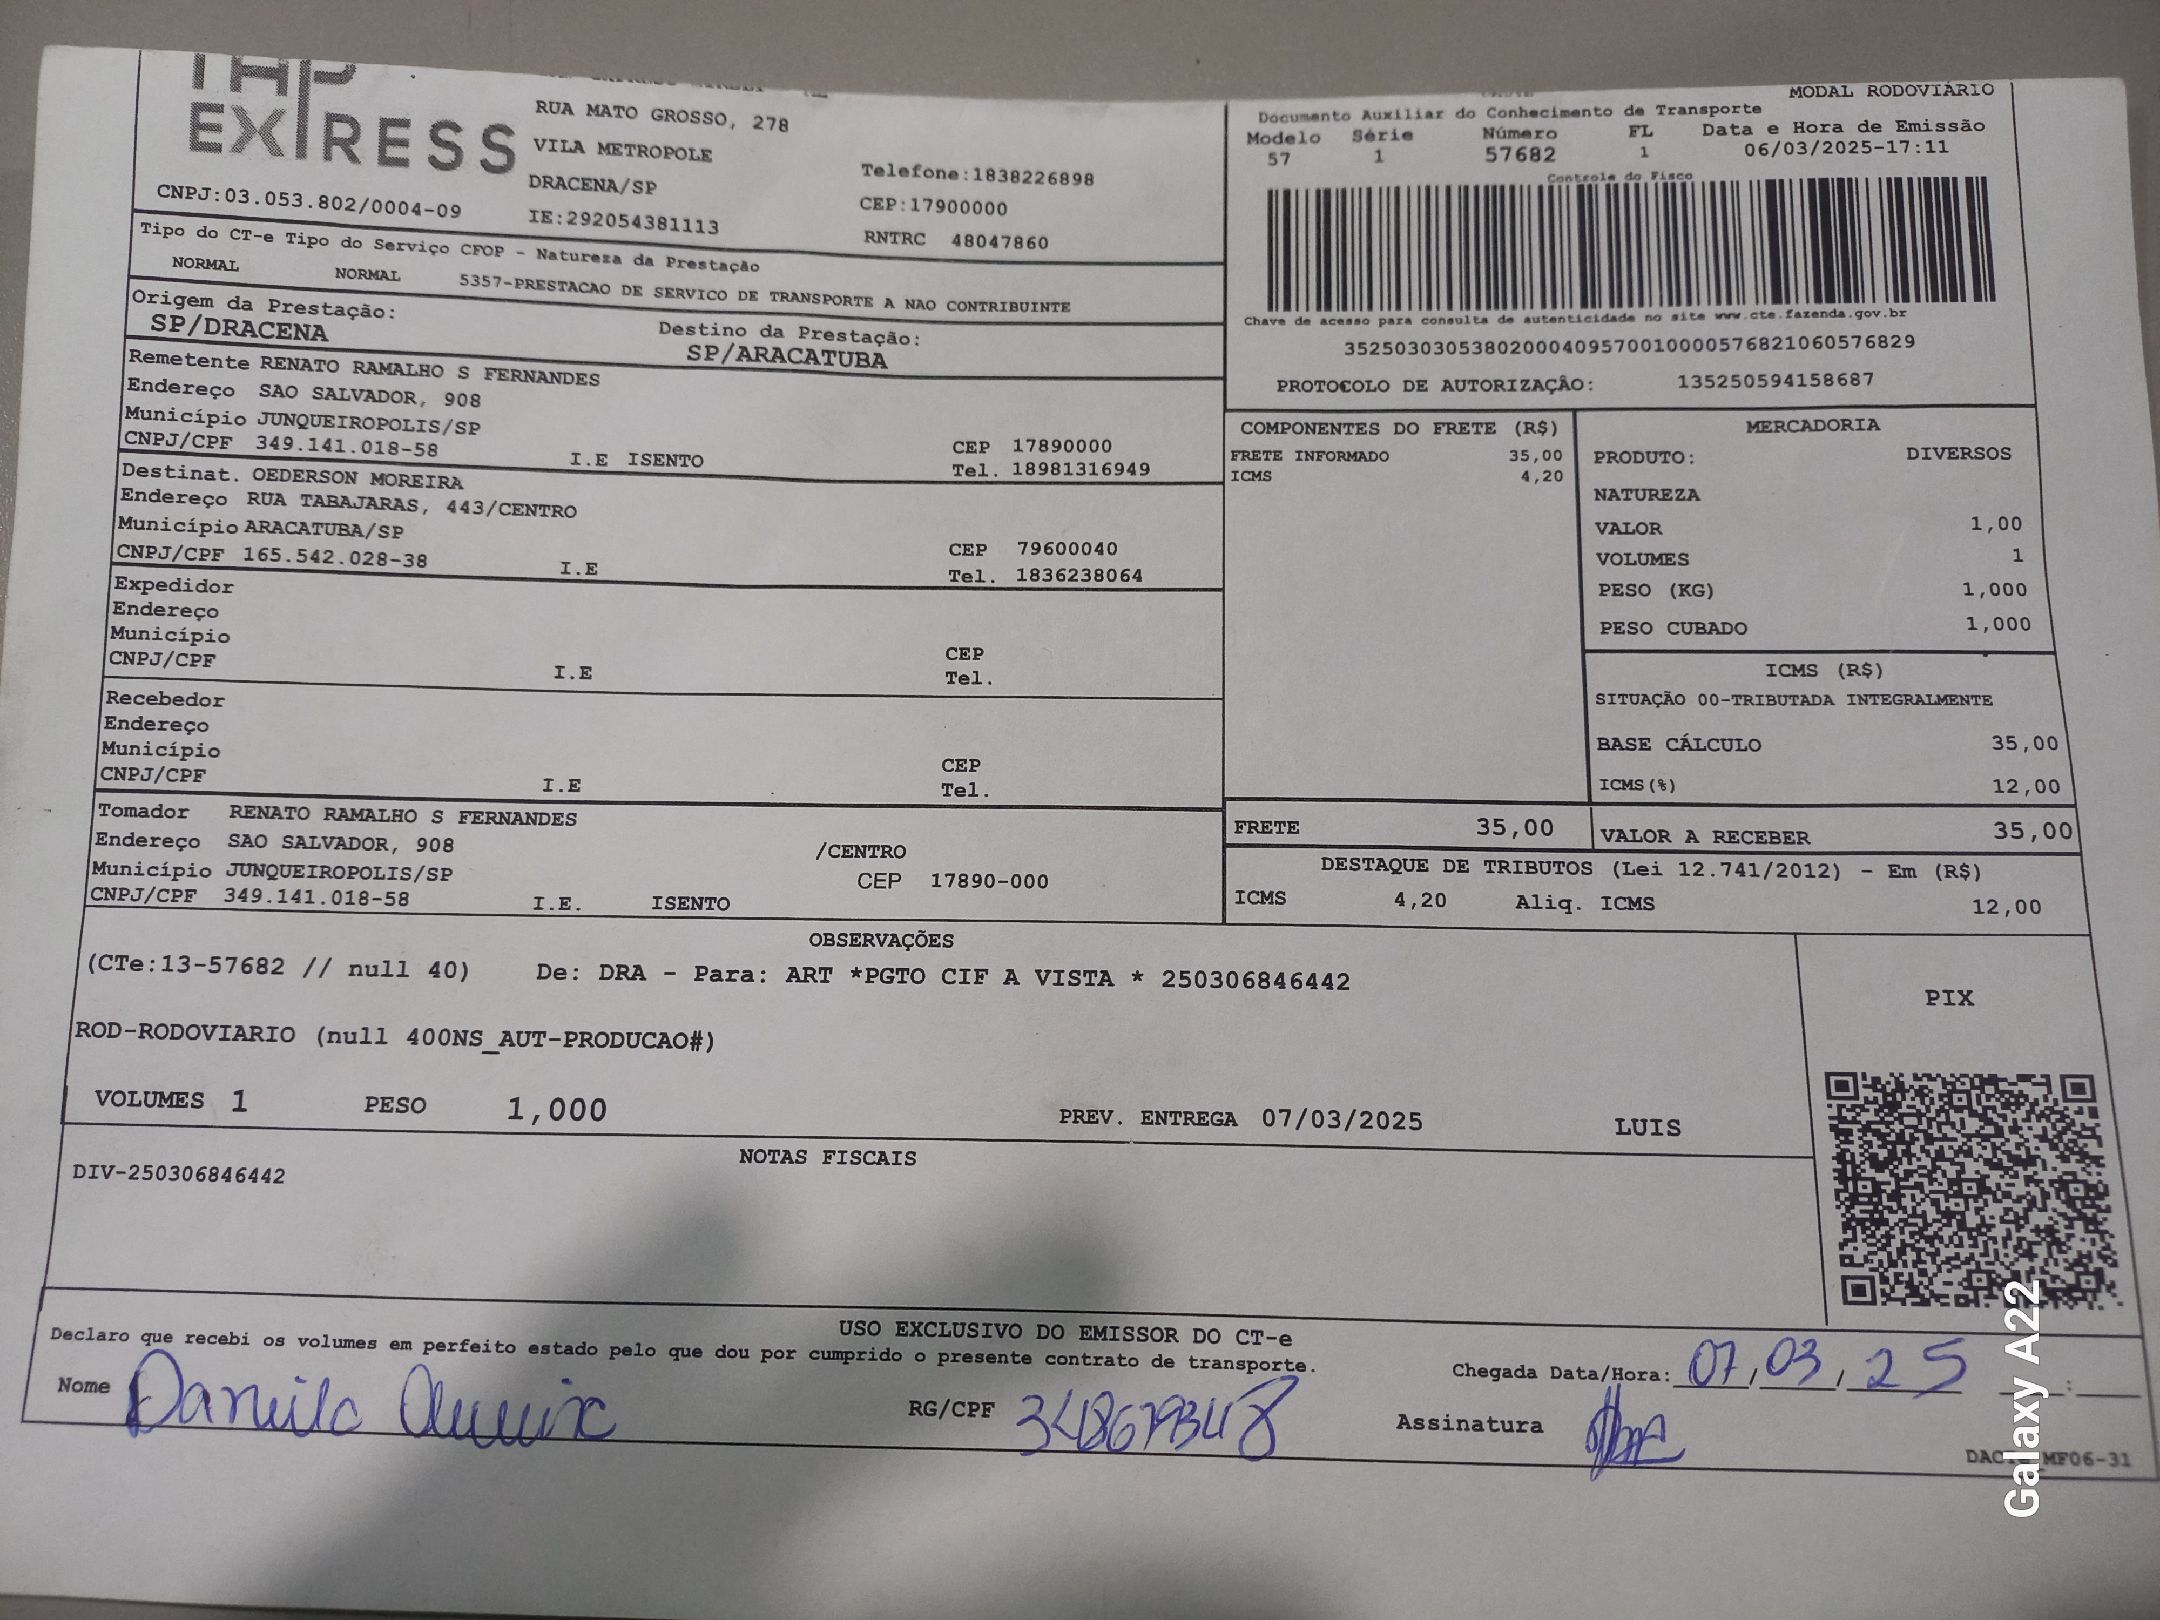 EXPRESS
RUA MATO GROSSO, 278
VILA METROPOLE
DRACENA/SP
IE:292054381113
CNPJ:03.053.802/0004-09
Telefone:1838226898
CEP:17900000
RNTRC 48047860
MODAL RODOVIÁRIO
Documento Auxiliar do Conhecimento de Transporte
Modelo Série Número FL Data e Hora de Emissão
57 1 57682 1 06/03/2025-17:11
Controle do Fisco
Chave de acesso para consulta de autenticidade no site www.cte.fazenda.gov.br
35250303053802000409570010000576821060576829
PROTOCOLO DE AUTORIZAÇÃO: 135250594158687
Tipo do CT-e Tipo do Serviço CFOP - Natureza da Prestação
NORMAL NORMAL 5357-PRESTACAO DE SERVICO DE TRANSPORTE A NAO CONTRIBUINTE
Origem da Prestação: Destino da Prestação:
SP/DRACENA SP/ARACATUBA
Remetente RENATO RAMALHO S FERNANDES
Endereço SAO SALVADOR, 908
Município JUNQUEIROPOLIS/SP CEP 17890000
CNPJ/CPF 349.141.018-58 I.E ISENTO Tel. 18981316949
Destinat. OEDERSON MOREIRA
Endereço RUA TABAJARAS, 443/CENTRO
Município ARACATUBA/SP CEP 79600040
CNPJ/CPF 165.542.028-38 I.E Tel. 1836238064
Expedidor
Endereço
Município CEP
CNPJ/CPF I.E Tel.
Recebedor
Endereço
Município CEP
CNPJ/CPF I.E Tel.
Tomador RENATO RAMALHO S FERNANDES
Endereço SAO SALVADOR, 908 /CENTRO
Município JUNQUEIROPOLIS/SP CEP 17890-000
CNPJ/CPF 349.141.018-58 I.E. ISENTO
COMPONENTES DO FRETE (R$)
FRETE INFORMADO 35,00
ICMS 4,20
MERCADORIA
PRODUTO: DIVERSOS
NATUREZA
VALOR 1,00
VOLUMES 1
PESO (KG) 1,000
PESO CUBADO 1,000
ICMS (R$)
SITUAÇÃO 00-TRIBUTADA INTEGRALMENTE
BASE CÁLCULO 35,00
ICMS(%) 12,00
FRETE 35,00 VALOR A RECEBER 35,00
DESTAQUE DE TRIBUTOS (Lei 12.741/2012) - Em (R$)
ICMS 4,20 Aliq. ICMS 12,00
OBSERVAÇÕES
(CTe:13-57682 // null 40) De: DRA - Para: ART *PGTO CIF A VISTA * 250306846442
ROD-RODOVIARIO (null 400NS_AUT-PRODUCAO#)
VOLUMES 1 PESO 1,000 PREV. ENTREGA 07/03/2025 LUIS
PIX
NOTAS FISCAIS
DIV-250306846442
USO EXCLUSIVO DO EMISSOR DO CT-e
Declaro que recebi os volumes em perfeito estado pelo que dou por cumprido o presente contrato de transporte.
Chegada Data/Hora: 07/03/25 :
Nome Danilo RG/CPF Assinatura
MF06-31
Galaxy A22